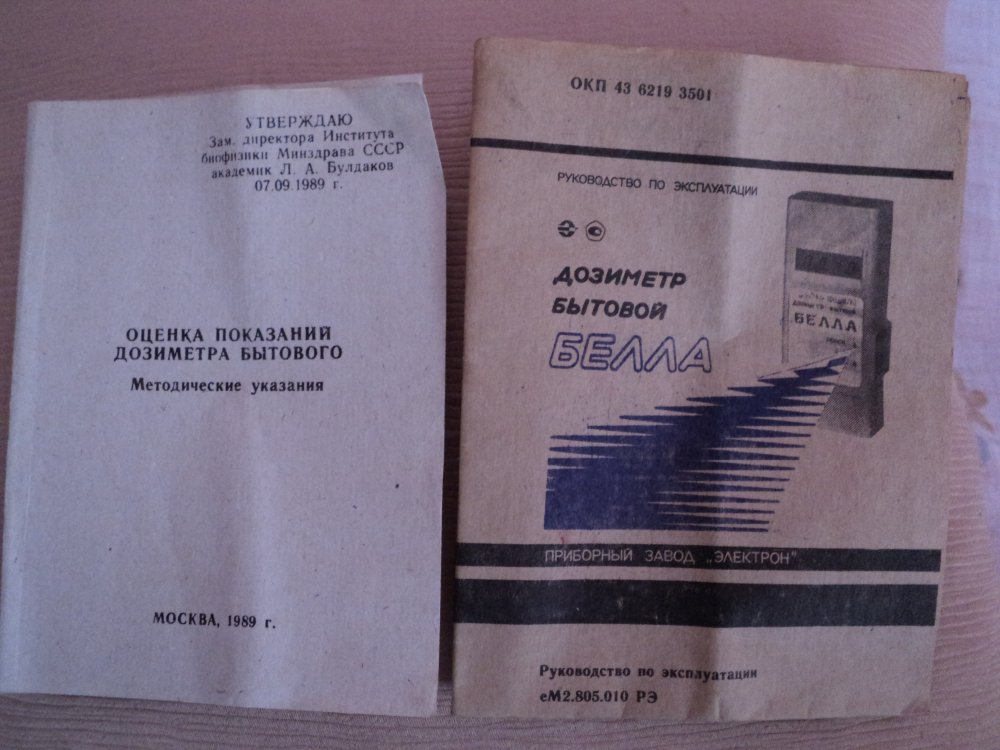 УТВЕРЖДАЮ
Зам. директора Института
биофизики Минздрава СССР
академик Л. А. Булдаков
07.09.1989 г.
ОЦЕНКА ПОКАЗАНИЙ
ДОЗИМЕТРА БЫТОВОГО
Методические указания
МОСКВА, 1989 г.
ОКП 43 6219 3501
РУКОВОДСТВО ПО ЭКСПЛУАТАЦИИ
ДОЗИМЕТР
БЫТОВОЙ
БЕЛЛА
ДОЗИМЕТР БЫТОВОЙ
БЕЛЛА
ПРИБОРНЫЙ ЗАВОД „ЭЛЕКТРОН"
Руководство по эксплуатации
еМ2.805.010 РЭ